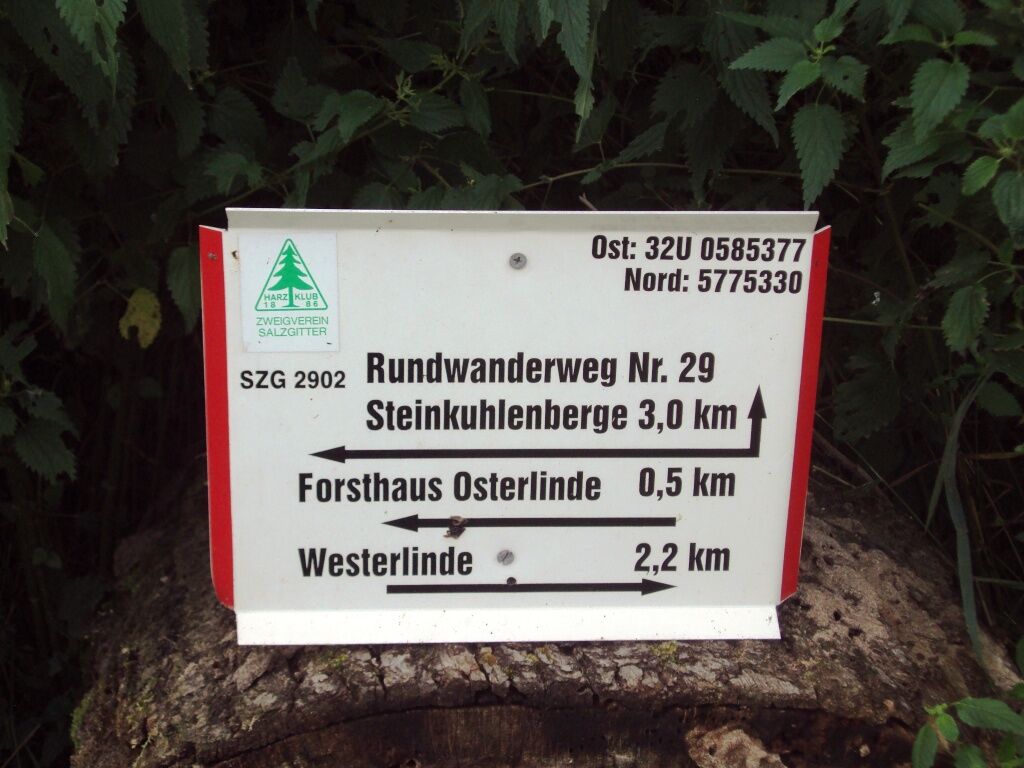 Ost: 32U 0585377
Nord: 5775330
HARZ KLUB
18 86
ZWEIGVEREIN
SALZGITTER
SZG 2902
Rundwanderweg Nr. 29
Steinkuhlenberge 3,0 km
Forsthaus Osterlinde 0,5 km
Westerlinde 2,2 km